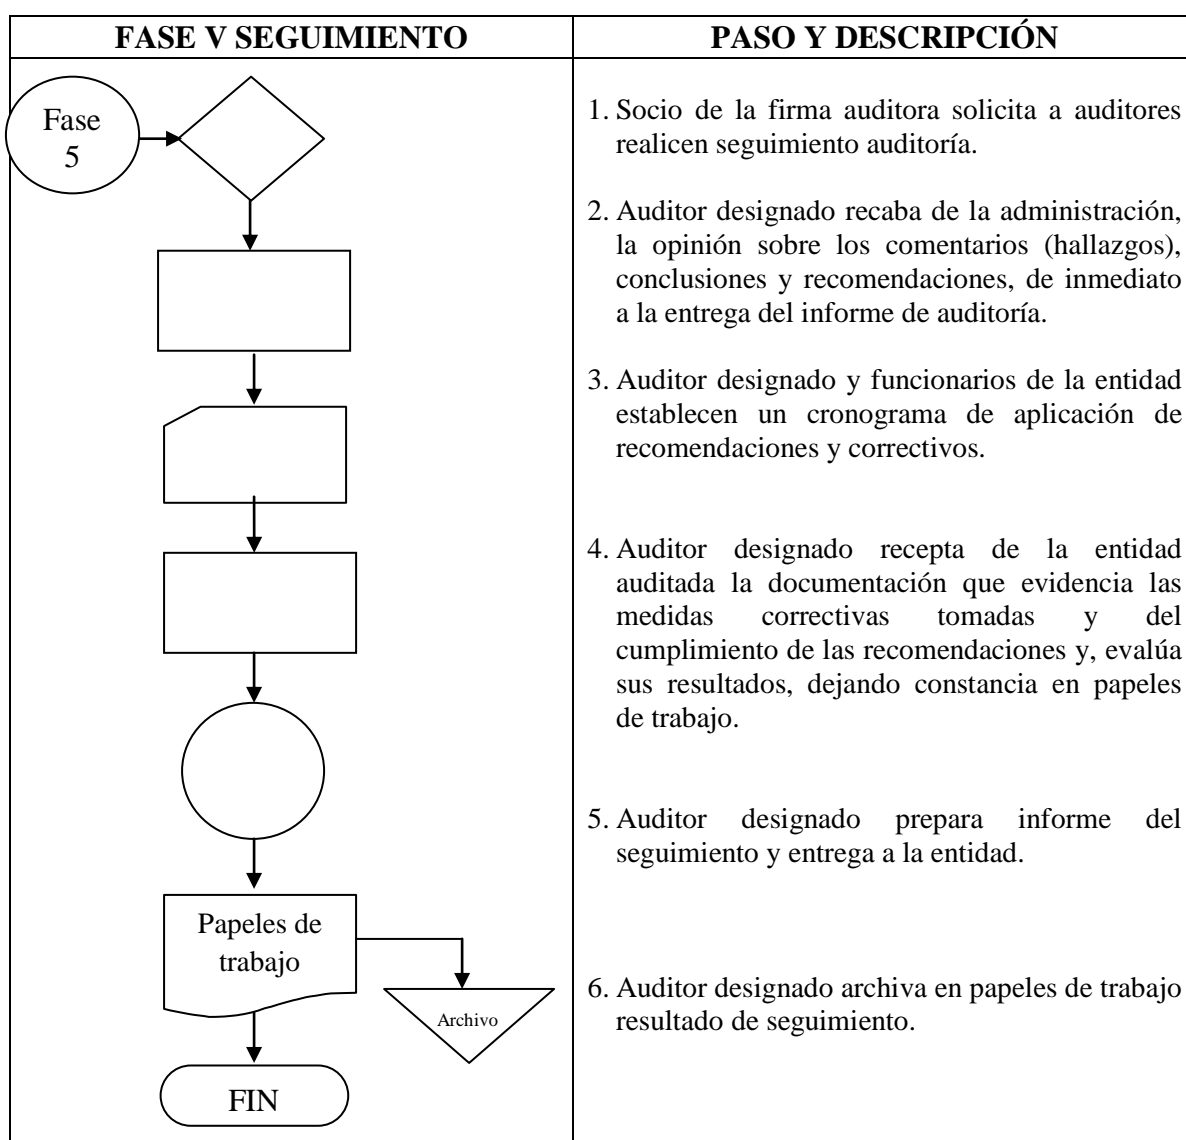 FASE V SEGUIMIENTO
PASO Y DESCRIPCIÓN
Fase
5
Papeles de
trabajo
Archivo
FIN
1. Socio de la firma auditora solicita a auditores
realicen seguimiento auditoría.
2. Auditor designado recaba de la administración,
la opinión sobre los comentarios (hallazgos),
conclusiones y recomendaciones, de inmediato
a la entrega del informe de auditoría.
3. Auditor designado y funcionarios de la entidad
establecen un cronograma de aplicación de
recomendaciones y correctivos.
4. Auditor designado recepta de la entidad
auditada la documentación que evidencia las
medidas correctivas tomadas y del
cumplimiento de las recomendaciones y, evalúa
sus resultados, dejando constancia en papeles
de trabajo.
5. Auditor designado prepara informe del
seguimiento y entrega a la entidad.
6. Auditor designado archiva en papeles de trabajo
resultado de seguimiento.